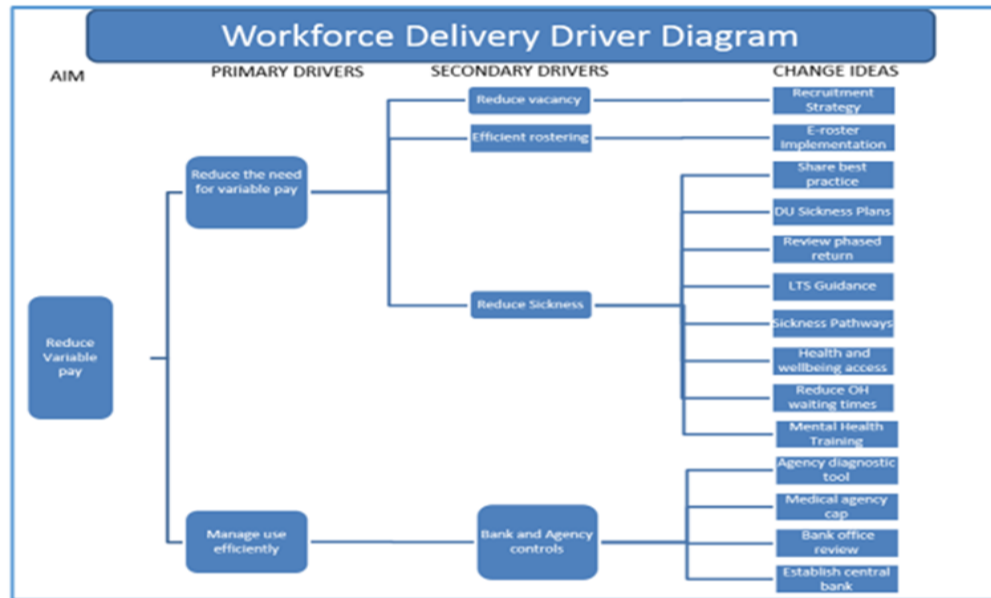 Workforce Delivery Driver Diagram
AIM
PRIMARY DRIVERS
SECONDARY DRIVERS
CHANGE IDEAS
Reduce
Variable
pay
Reduce the need
for variable pay
Manage use
efficiently
Reduce vacancy
Efficient rostering
Reduce Sickness
Bank and Agency
controls
Recruitment
Strategy
E-roster
Implementation
Share best
practice
DU Sickness Plans
Review phased
return
LTS Guidance
Sickness Pathways
Health and
wellbeing access
Reduce OH
waiting times
Mental Health
Training
Agency diagnostic
tool
Medical agency
cap
Bank office
review
Establish central
bank